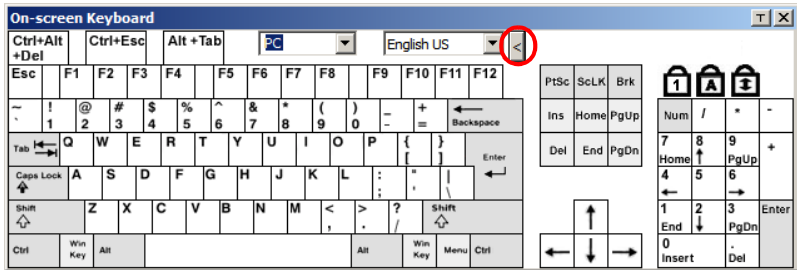 On-screen Keyboard T X
Ctrl+Alt +Del Ctrl+Esc Alt +Tab PC English US <
Esc F1 F2 F3 F4 F5 F6 F7 F8 F9 F10 F11 F12 PtSc ScLK Brk 1 A
~ ` ! 1 @ 2 # 3 $ 4 % 5 ^ 6 & 7 * 8 ( 9 ) 0 _ - + = Backspace Ins Home PgUp Num / * -
Tab Q W E R T Y U I O P { [ } ] Enter Del End PgDn 7 Home 8 9 PgUp +
Caps Lock A S D F G H J K L : ; " ' | \ 4 5 6
Shift Z X C V B N M < , > . ? / Shift 1 End 2 3 PgDn Enter
Ctrl Win Key Alt Alt Win Key Menu Ctrl 0 Insert . Del